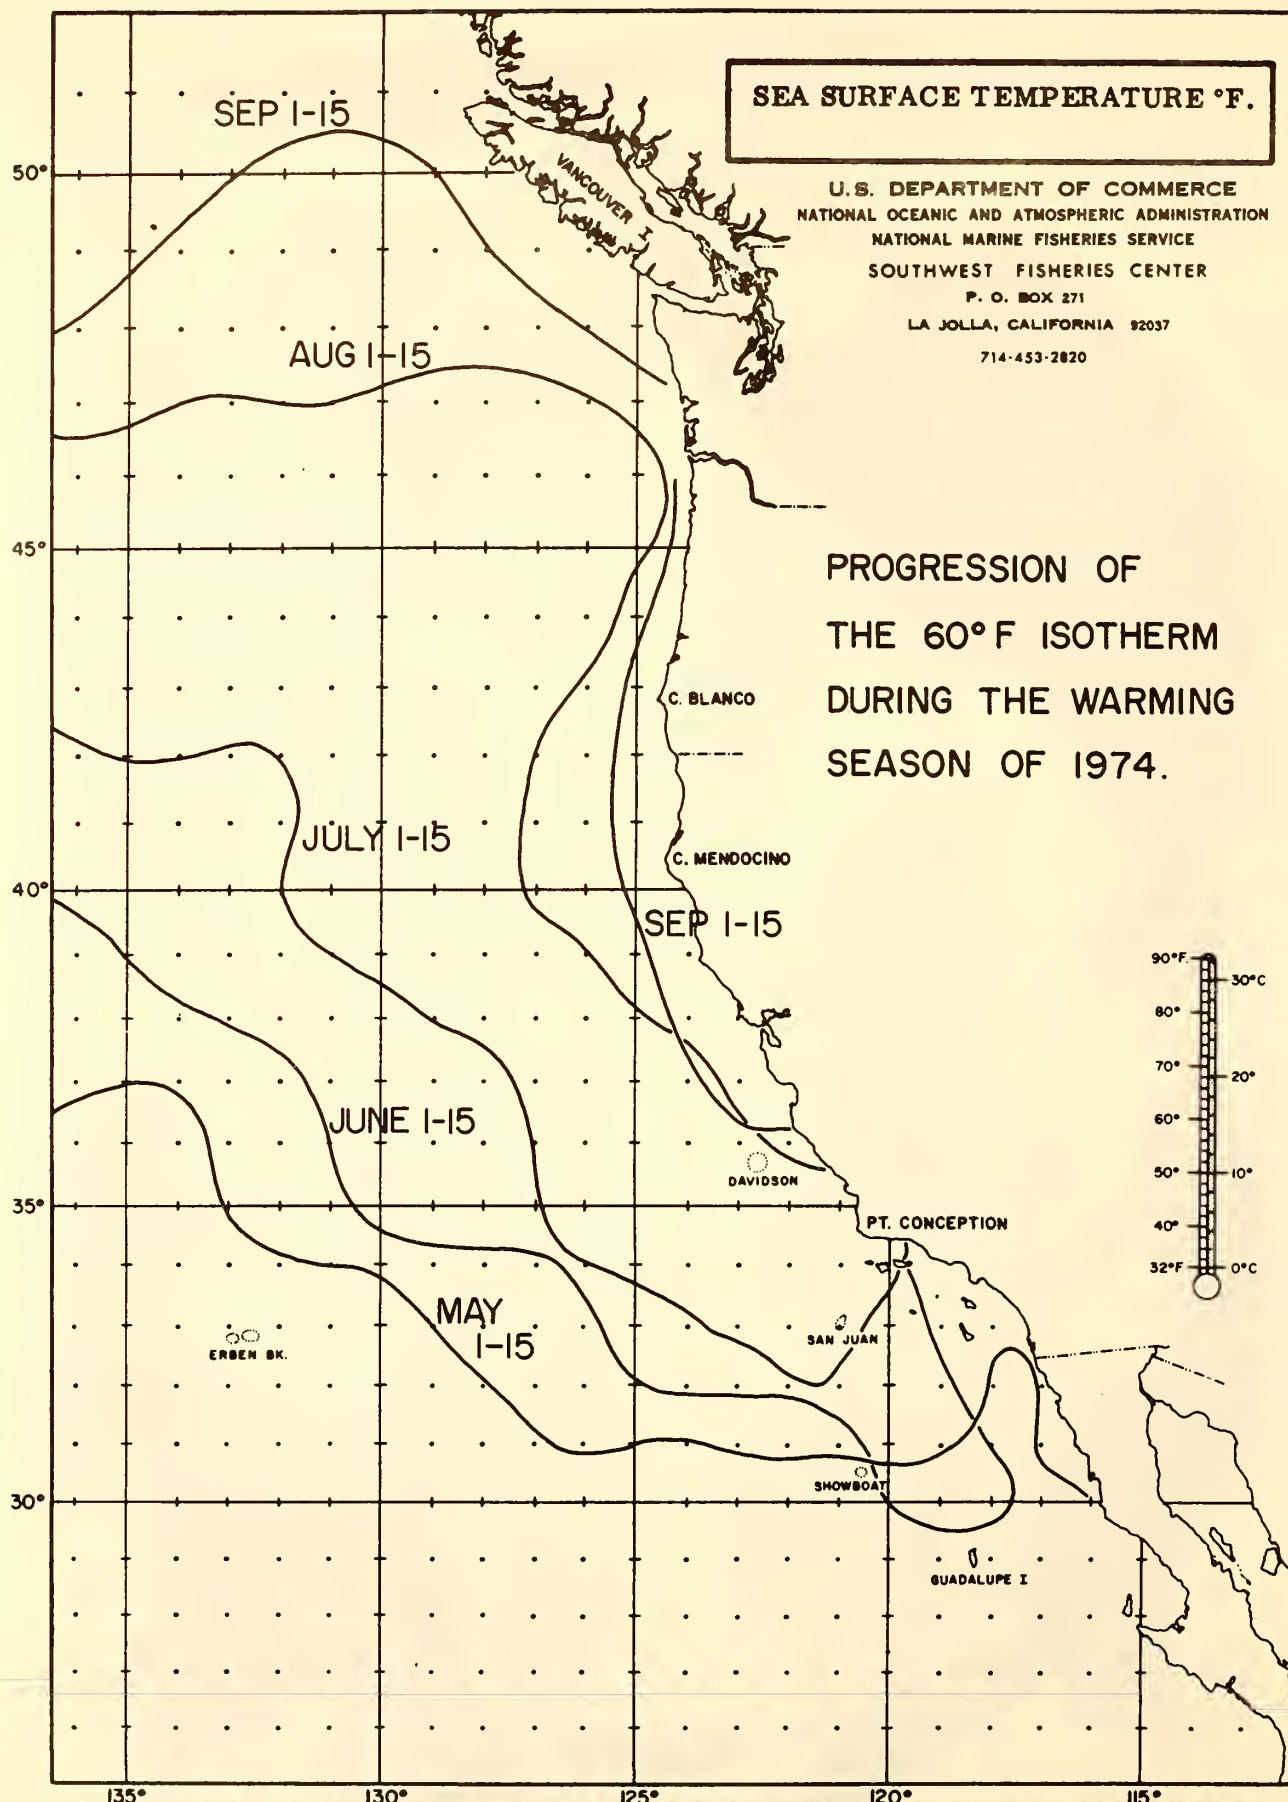 SEA SURFACE TEMPERATURE °F.
U.S. DEPARTMENT OF COMMERCE
NATIONAL OCEANIC AND ATMOSPHERIC ADMINISTRATION
NATIONAL MARINE FISHERIES SERVICE
SOUTHWEST FISHERIES CENTER
P. O. BOX 271
LA JOLLA, CALIFORNIA 92037
714-453-2820
SEP 1-15
50°
VANCOUVER I
AUG 1-15
45°
PROGRESSION OF
THE 60°F ISOTHERM
DURING THE WARMING
SEASON OF 1974.
C. BLANCO
JULY 1-15
C. MENDOCINO
40°
SEP 1-15
90°F.
30°C
80°
70°
20°
60°
50°
10°
40°
32°F
0°C
JUNE 1-15
DAVIDSON
35°
PT. CONCEPTION
MAY
1-15
SAN JUAN
ERBEN BK.
SHOWBOAT
30°
GUADALUPE I
135°
130°
125°
120°
115°